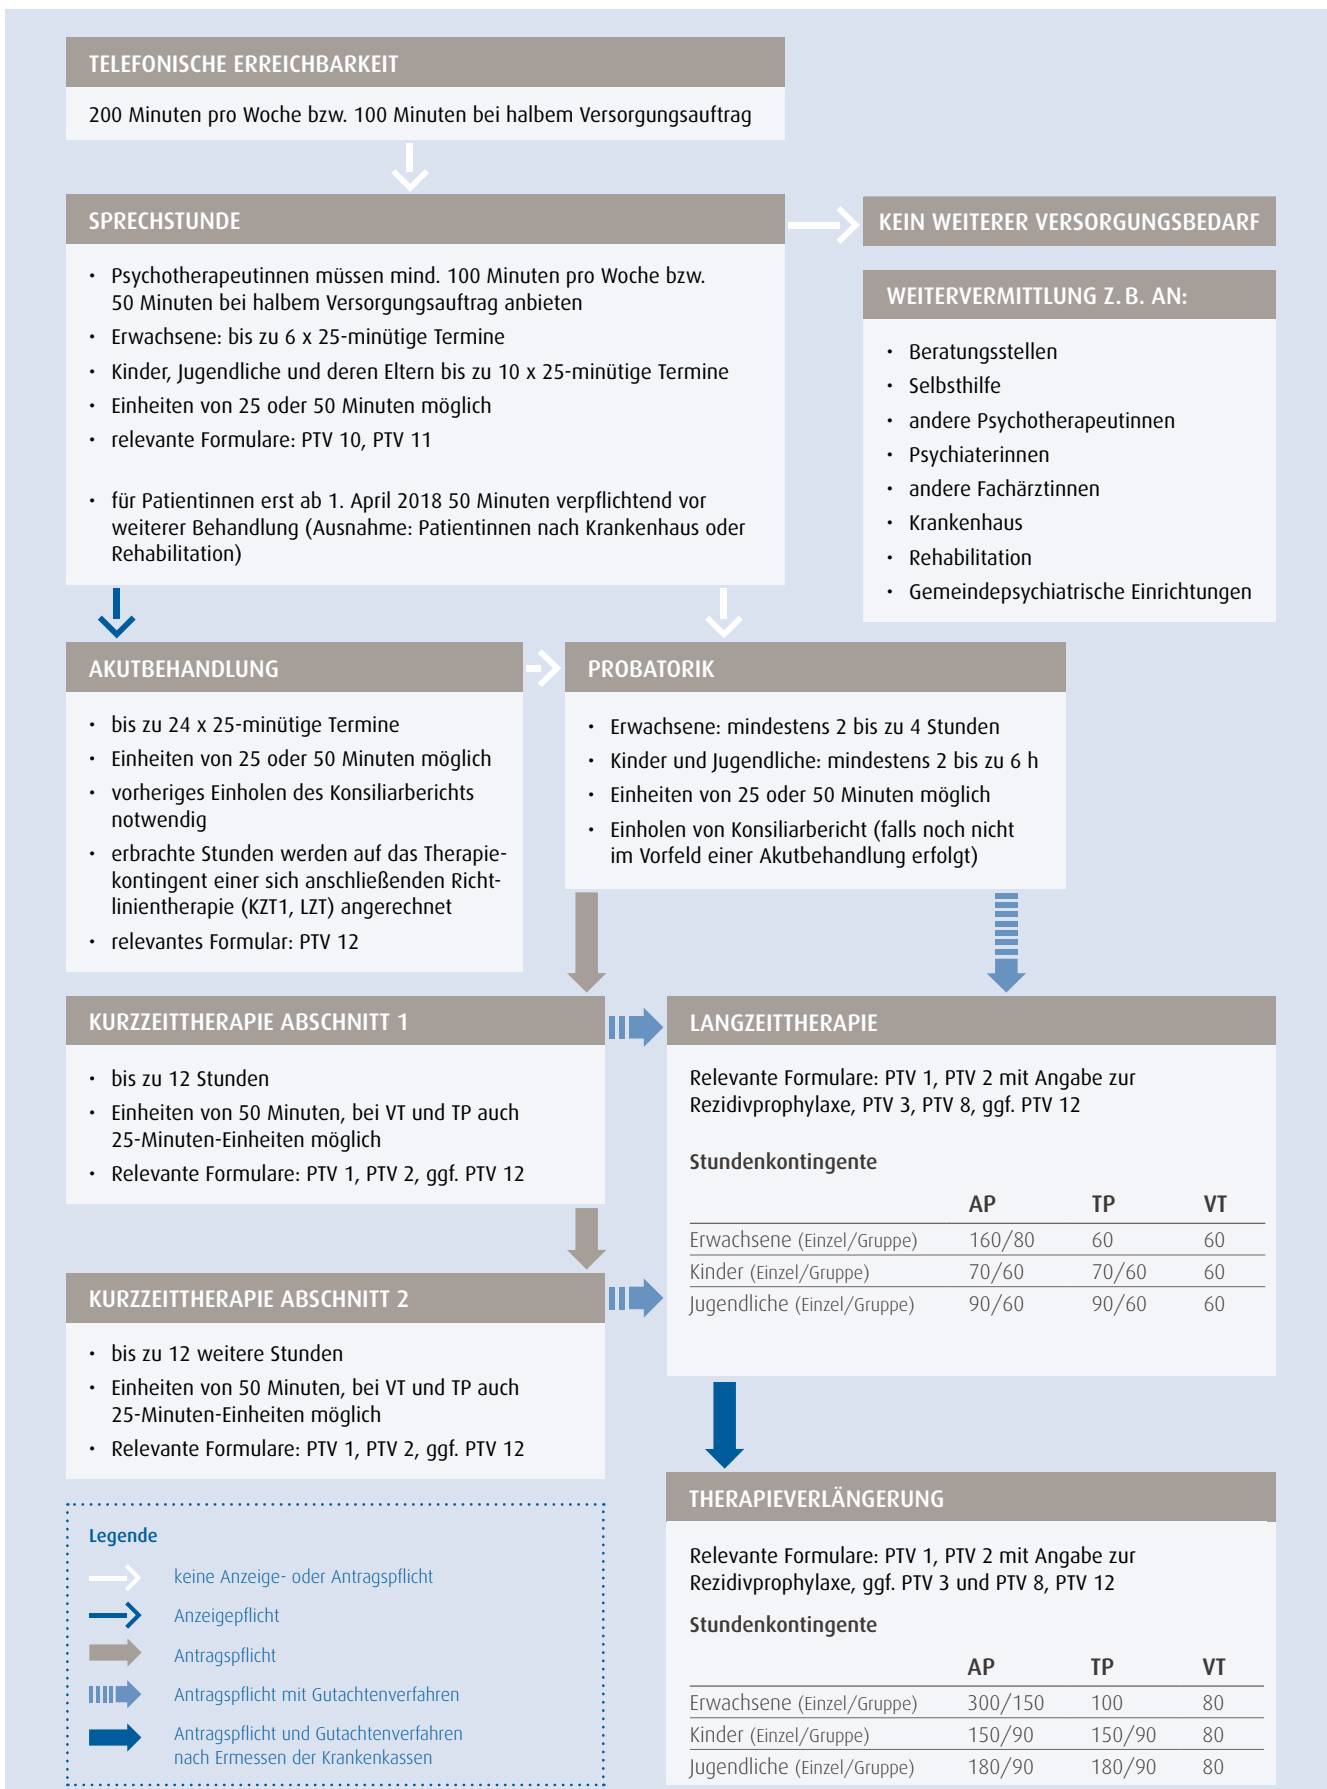 TELEFONISCHE ERREICHBARKEIT
200 Minuten pro Woche bzw. 100 Minuten bei halbem Versorgungsauftrag
SPRECHSTUNDE
• Psychotherapeutinnen müssen mind. 100 Minuten pro Woche bzw.
50 Minuten bei halbem Versorgungsauftrag anbieten
• Erwachsene: bis zu 6 x 25-minütige Termine
• Kinder, Jugendliche und deren Eltern bis zu 10 x 25-minütige Termine
• Einheiten von 25 oder 50 Minuten möglich
• relevante Formulare: PTV 10, PTV 11
• für Patientinnen erst ab 1. April 2018 50 Minuten verpflichtend vor
weiterer Behandlung (Ausnahme: Patientinnen nach Krankenhaus oder
Rehabilitation)
KEIN WEITERER VERSORGUNGSBEDARF
WEITERVERMITTLUNG Z. B. AN:
• Beratungsstellen
• Selbsthilfe
• andere Psychotherapeutinnen
• Psychiaterinnen
• andere Fachärztinnen
• Krankenhaus
• Rehabilitation
• Gemeindepsychiatrische Einrichtungen
AKUTBEHANDLUNG
• bis zu 24 x 25-minütige Termine
• Einheiten von 25 oder 50 Minuten möglich
• vorheriges Einholen des Konsiliarberichts
notwendig
• erbrachte Stunden werden auf das Therapie-
kontingent einer sich anschließenden Richt-
linientherapie (KZT1, LZT) angerechnet
• relevantes Formular: PTV 12
PROBATORIK
• Erwachsene: mindestens 2 bis zu 4 Stunden
• Kinder und Jugendliche: mindestens 2 bis zu 6 h
• Einheiten von 25 oder 50 Minuten möglich
• Einholen von Konsiliarbericht (falls noch nicht
im Vorfeld einer Akutbehandlung erfolgt)
KURZZEITTHERAPIE ABSCHNITT 1
• bis zu 12 Stunden
• Einheiten von 50 Minuten, bei VT und TP auch
25-Minuten-Einheiten möglich
• Relevante Formulare: PTV 1, PTV 2, ggf. PTV 12
KURZZEITTHERAPIE ABSCHNITT 2
• bis zu 12 weitere Stunden
• Einheiten von 50 Minuten, bei VT und TP auch
25-Minuten-Einheiten möglich
• Relevante Formulare: PTV 1, PTV 2, ggf. PTV 12
LANGZEITTHERAPIE
Relevante Formulare: PTV 1, PTV 2 mit Angabe zur
Rezidivprophylaxe, PTV 3, PTV 8, ggf. PTV 12
Stundenkontingente
AP TP VT
Erwachsene (Einzel/Gruppe) 160/80 60 60
Kinder (Einzel/Gruppe) 70/60 70/60 60
Jugendliche (Einzel/Gruppe) 90/60 90/60 60
THERAPIEVERLÄNGERUNG
Relevante Formulare: PTV 1, PTV 2 mit Angabe zur
Rezidivprophylaxe, ggf. PTV 3 und PTV 8, PTV 12
Stundenkontingente
AP TP VT
Erwachsene (Einzel/Gruppe) 300/150 100 80
Kinder (Einzel/Gruppe) 150/90 150/90 80
Jugendliche (Einzel/Gruppe) 180/90 180/90 80
Legende
keine Anzeige- oder Antragspflicht
Anzeigepflicht
Antragspflicht
Antragspflicht mit Gutachtenverfahren
Antragspflicht und Gutachtenverfahren
nach Ermessen der Krankenkassen